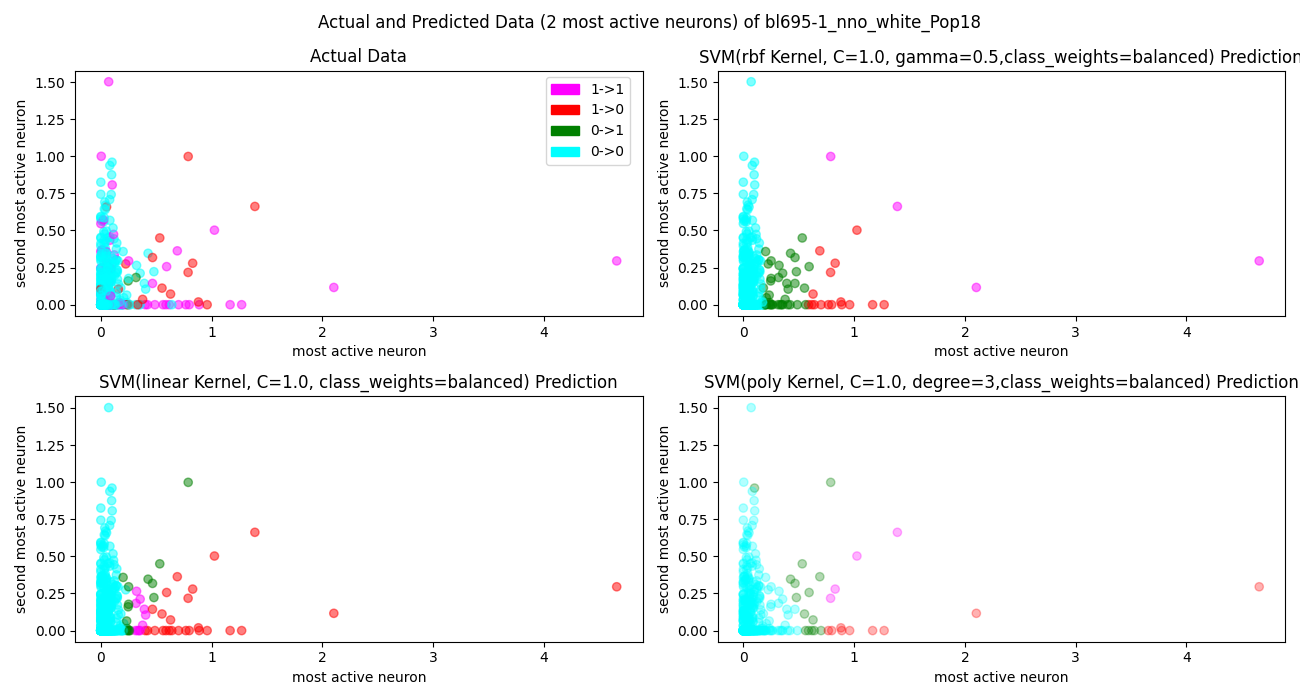 Actual and Predicted Data (2 most active neurons) of bl695-1_nno_white_Pop18
Actual Data
1.50
1.25
1.00
0.75
0.50
0.25
0.00
second most active neuron
0 1 2 3 4
most active neuron
1->1
1->0
0->1
0->0
SVM(rbf Kernel, C=1.0, gamma=0.5,class_weights=balanced) Prediction
1.50
1.25
1.00
0.75
0.50
0.25
0.00
second most active neuron
0 1 2 3 4
most active neuron
SVM(linear Kernel, C=1.0, class_weights=balanced) Prediction
1.50
1.25
1.00
0.75
0.50
0.25
0.00
second most active neuron
0 1 2 3 4
most active neuron
SVM(poly Kernel, C=1.0, degree=3,class_weights=balanced) Prediction
1.50
1.25
1.00
0.75
0.50
0.25
0.00
second most active neuron
0 1 2 3 4
most active neuron